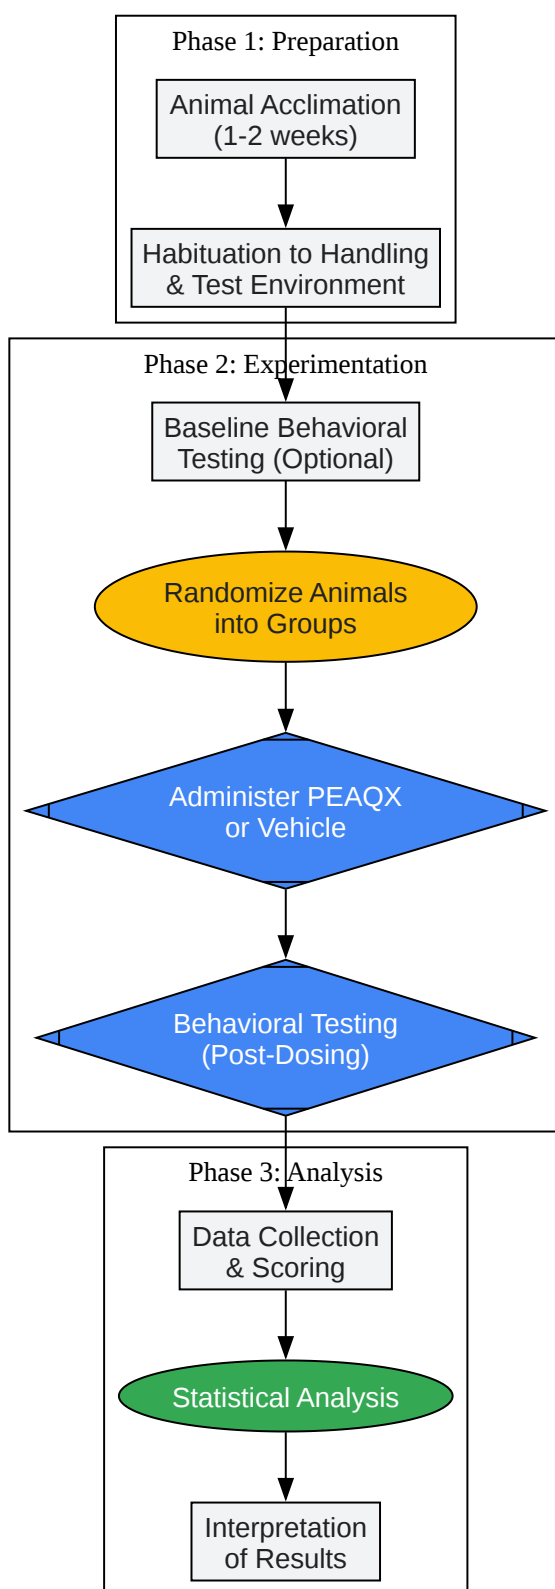 Phase 1: Preparation
Animal Acclimation
(1-2 weeks)
Habituation to Handling
& Test Environment
Phase 2: Experimentation
Baseline Behavioral
Testing (Optional)
Randomize Animals
into Groups
Administer PEAQX
or Vehicle
Behavioral Testing
(Post-Dosing)
Phase 3: Analysis
Data Collection
& Scoring
Statistical Analysis
Interpretation
of Results